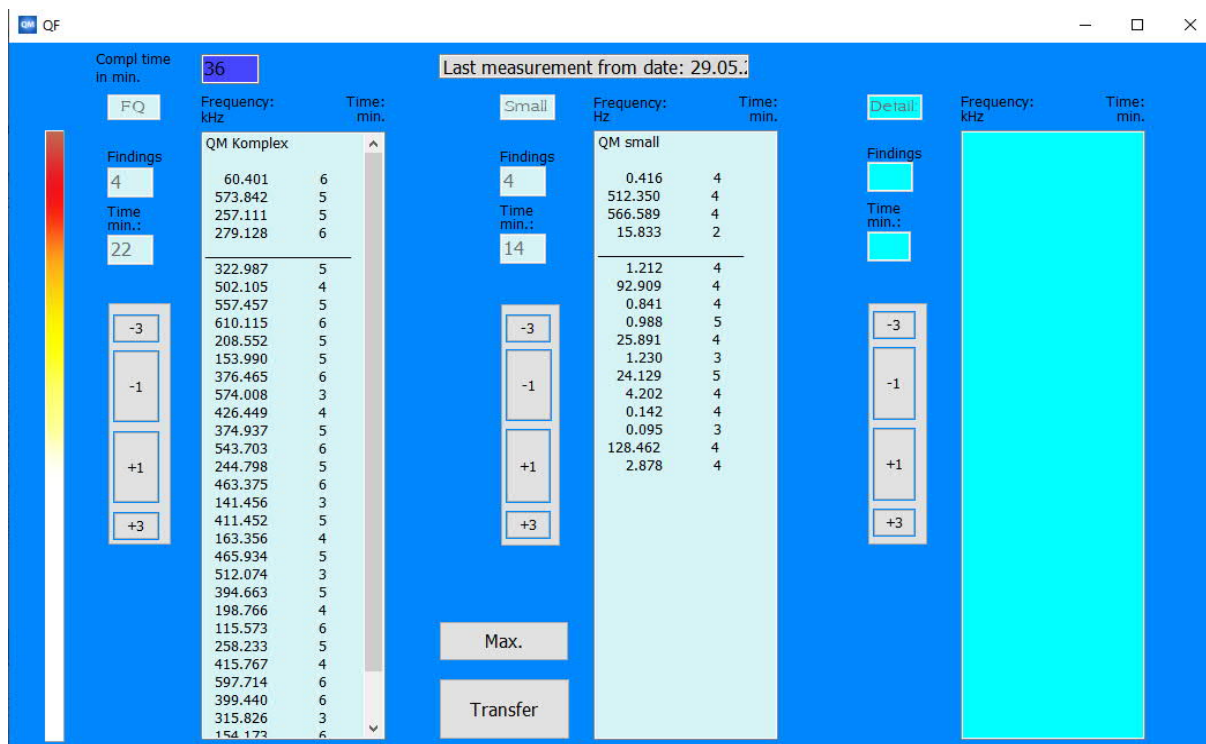 QM QF
Compl time
in min.
36
Last measurement from date: 29.05.
FQ
Frequency:
kHz
Time:
min.
Findings
4
Time
min.:
22
-3
-1
+1
+3
QM Komplex
60.401 6
573.842 5
257.111 5
279.128 6
322.987 5
502.105 4
557.457 5
610.115 6
208.552 5
153.990 5
376.465 6
574.008 3
426.449 4
374.937 5
543.703 6
244.798 5
463.375 6
141.456 3
411.452 5
163.356 4
465.934 5
512.074 3
394.663 5
198.766 4
115.573 6
258.233 5
415.767 4
597.714 6
399.440 6
315.826 3
154.173 6
Small
Frequency:
Hz
Time:
min.
Findings
4
Time
min.:
14
-3
-1
+1
+3
Max.
Transfer
QM small
0.416 4
512.350 4
566.589 4
15.833 2
1.212 4
92.909 4
0.841 4
0.988 5
25.891 4
1.230 3
24.129 5
4.202 4
0.142 4
0.095 3
128.462 4
2.878 4
Detail:
Frequency:
kHz
Time:
min.
Findings
Time
min.:
-3
-1
+1
+3